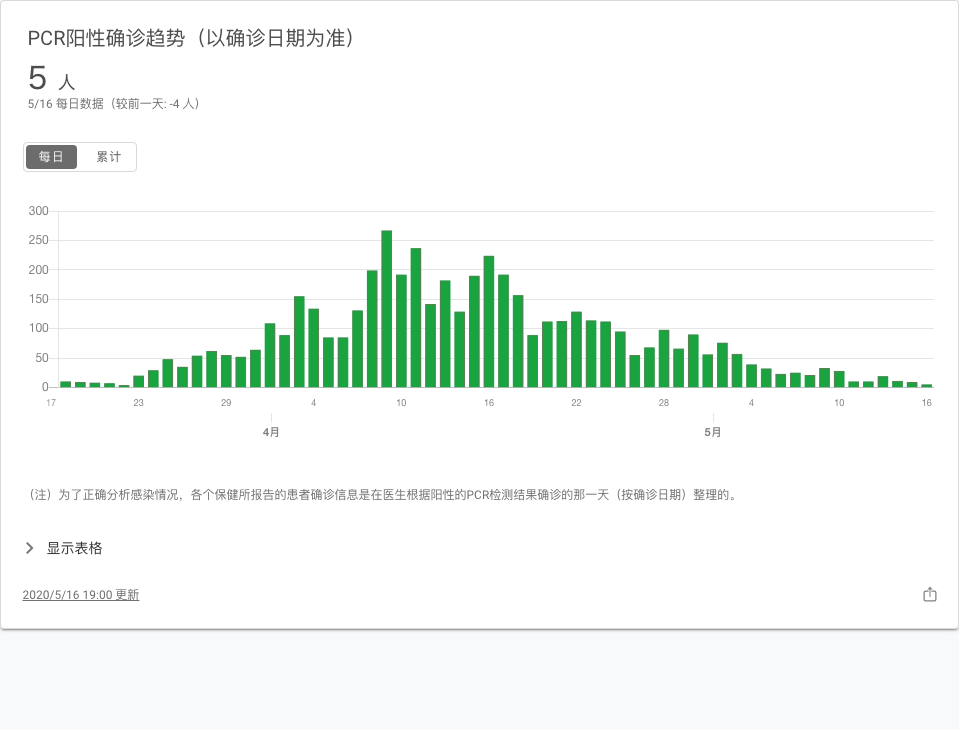 PCR阳性确诊趋势（以确诊日期为准）
5 人
5/16 每日数据（较前一天: -4 人）
每日 累计
300
250
200
150
100
50
0
17 23 29 4 10 16 22 28 4 10 16
4月 5月
（注）为了正确分析感染情况，各个保健所报告的患者确诊信息是在医生根据阳性的PCR检测结果确诊的那一天（按确诊日期）整理的。
显示表格
2020/5/16 19:00 更新